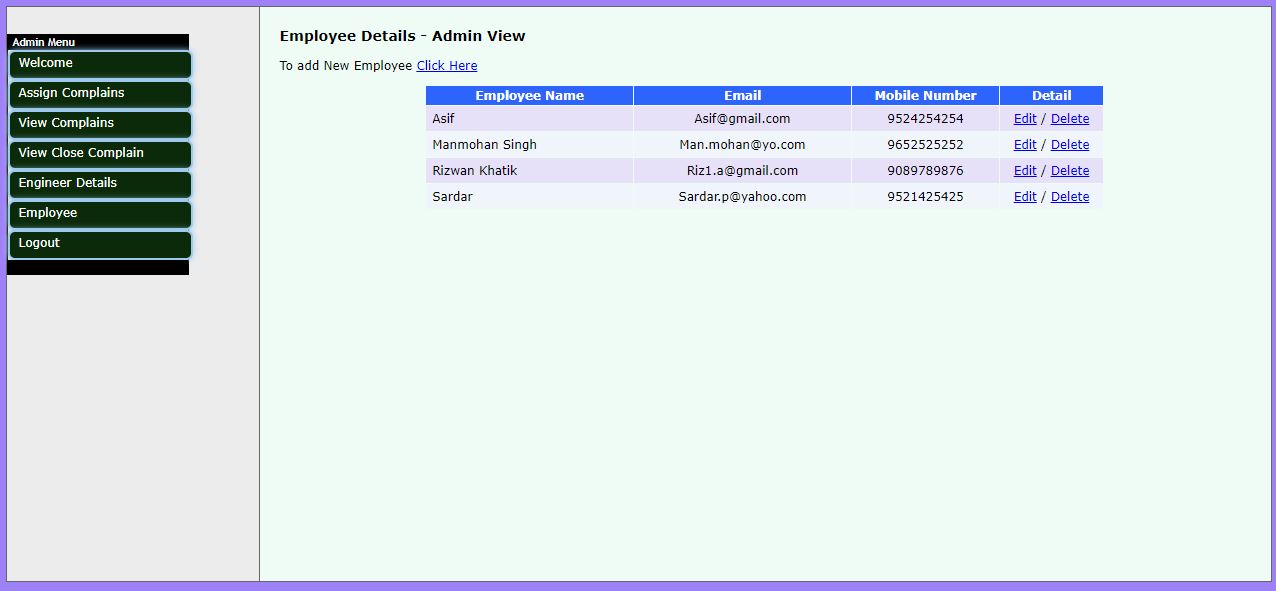 Admin Menu
Welcome
Assign Complains
View Complains
View Close Complain
Engineer Details
Employee
Logout
Employee Details - Admin View
To add New Employee Click Here
Employee Name Email Mobile Number Detail
Asif Asif@gmail.com 9524254254 Edit / Delete
Manmohan Singh Man.mohan@yo.com 9652525252 Edit / Delete
Rizwan Khatik Riz1.a@gmail.com 9089789876 Edit / Delete
Sardar Sardar.p@yahoo.com 9521425425 Edit / Delete